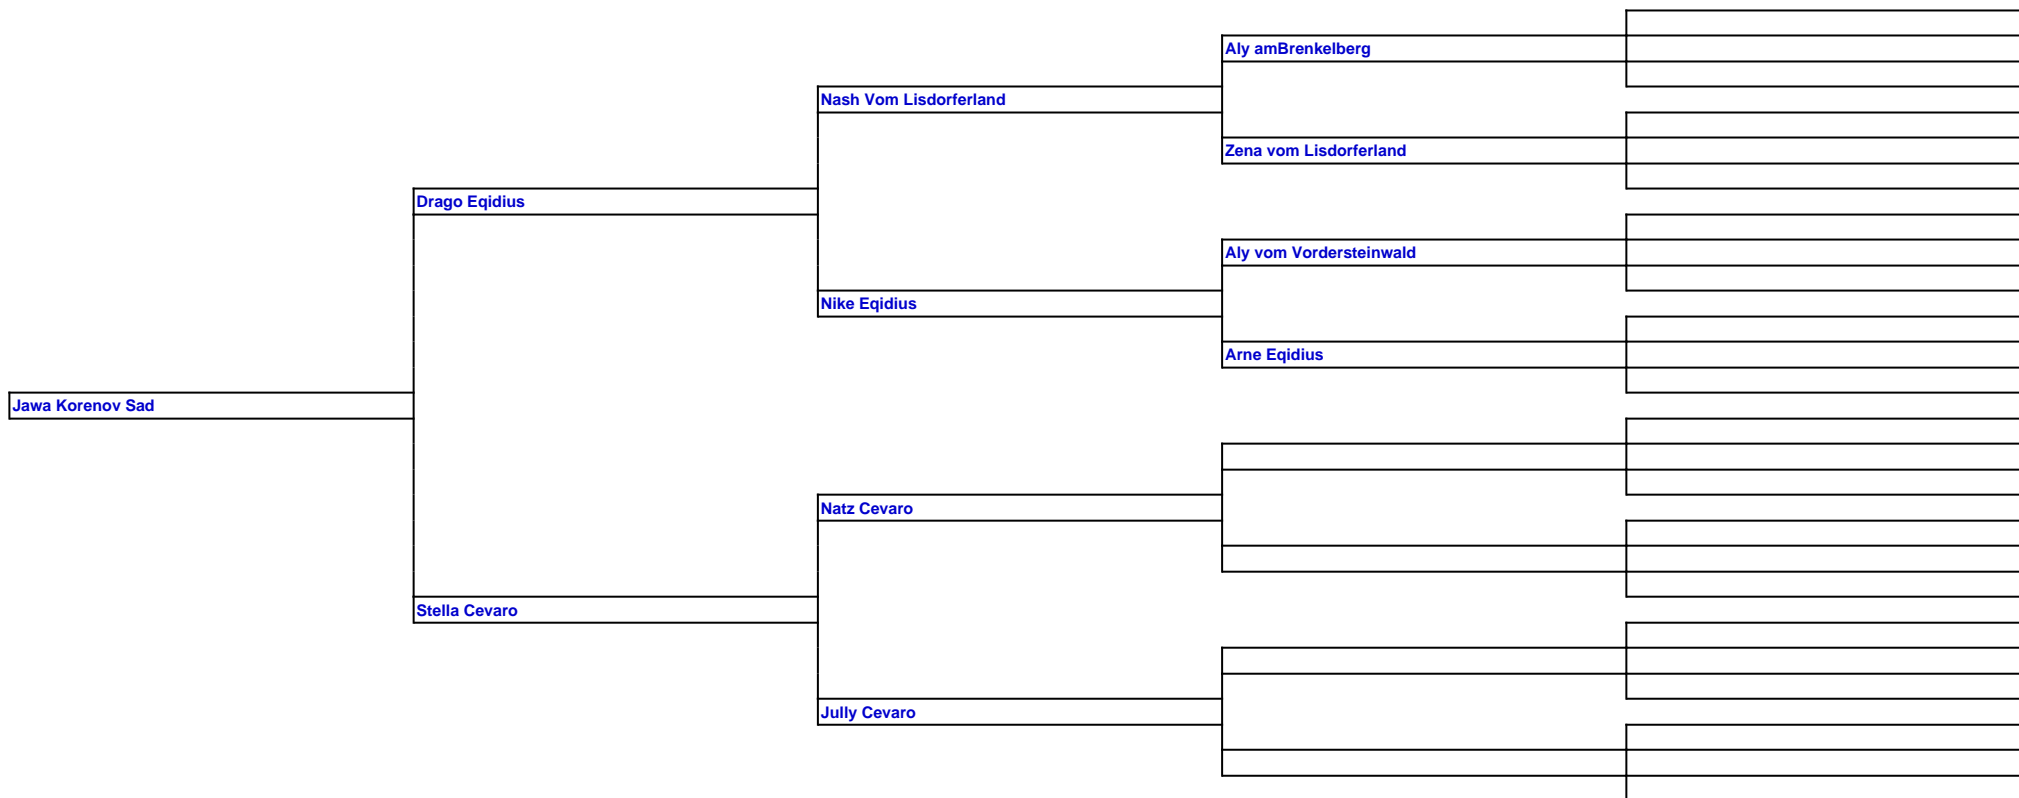 Aly amBrenkelberg
Nash Vom Lisdorferland
Zena vom Lisdorferland
Drago Eqidius
Aly vom Vordersteinwald
Nike Eqidius
Arne Eqidius
Jawa Korenov Sad
Natz Cevaro
Stella Cevaro
Jully Cevaro